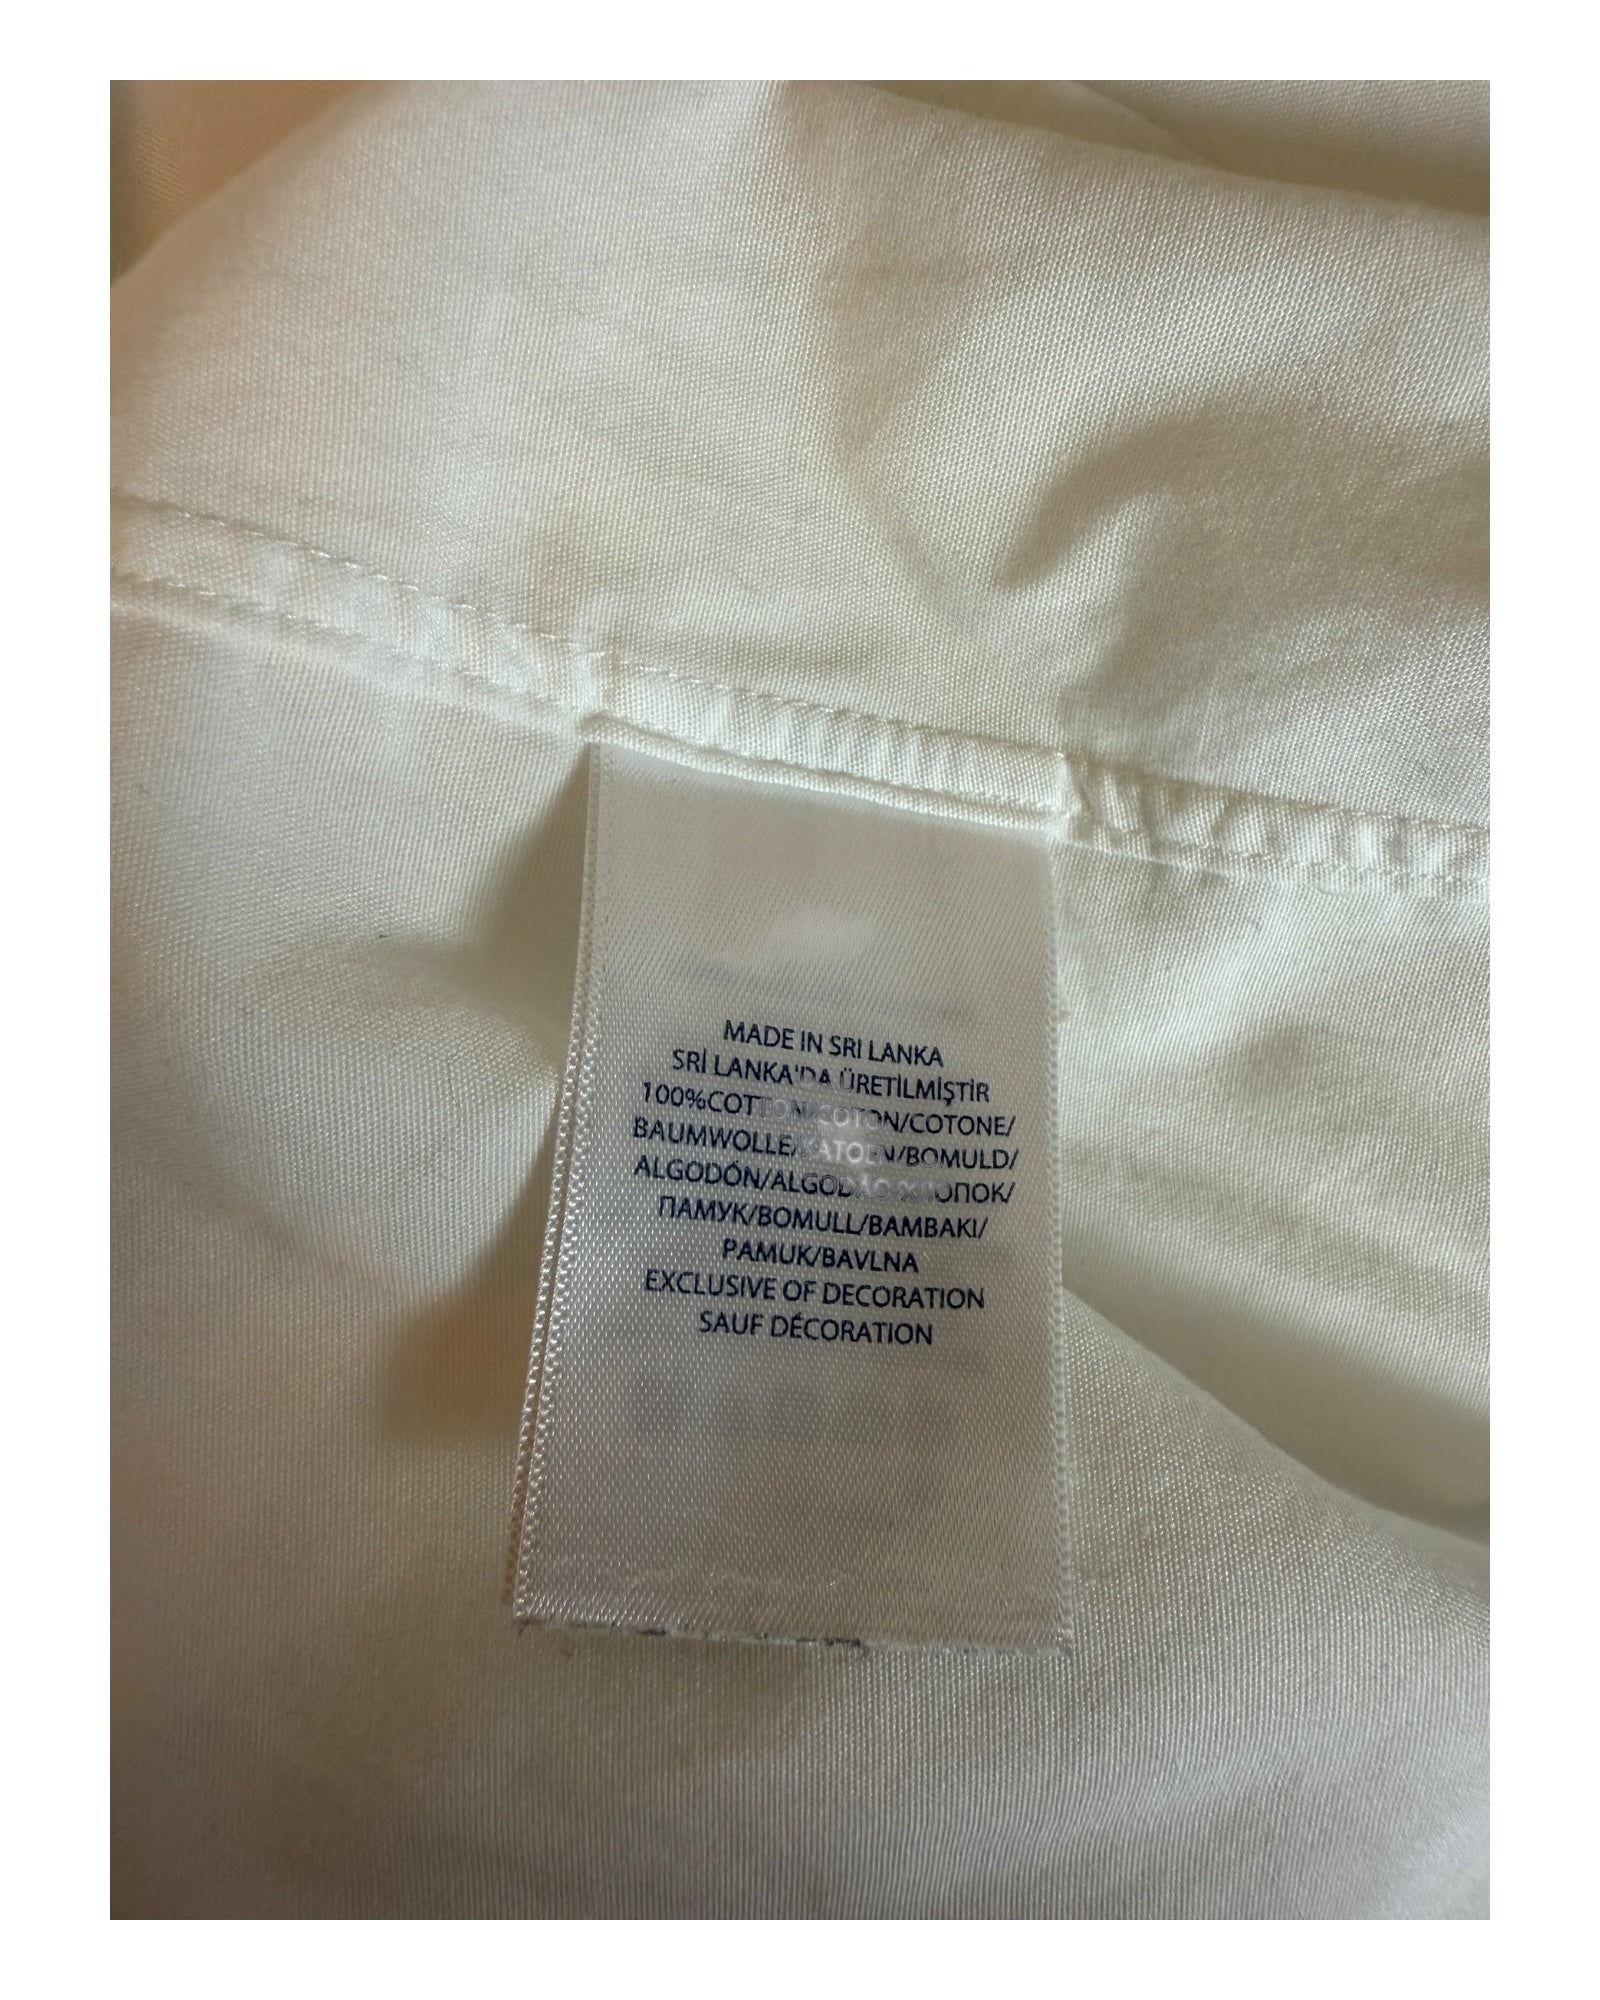 MADE IN SRI LANKA
SRİ LANKA'DA ÜRETİLMİŞTİR
100%COTTON/COTON/COTONE/
BAUMWOLLE/KATOEN/BOMULD/
ALGODÓN/ALGODÃO/ХЛОПОК/
ПАМУК/BOMULL/BAMBAKI/
PAMUK/BAVLNA
EXCLUSIVE OF DECORATION
SAUF DÉCORATION